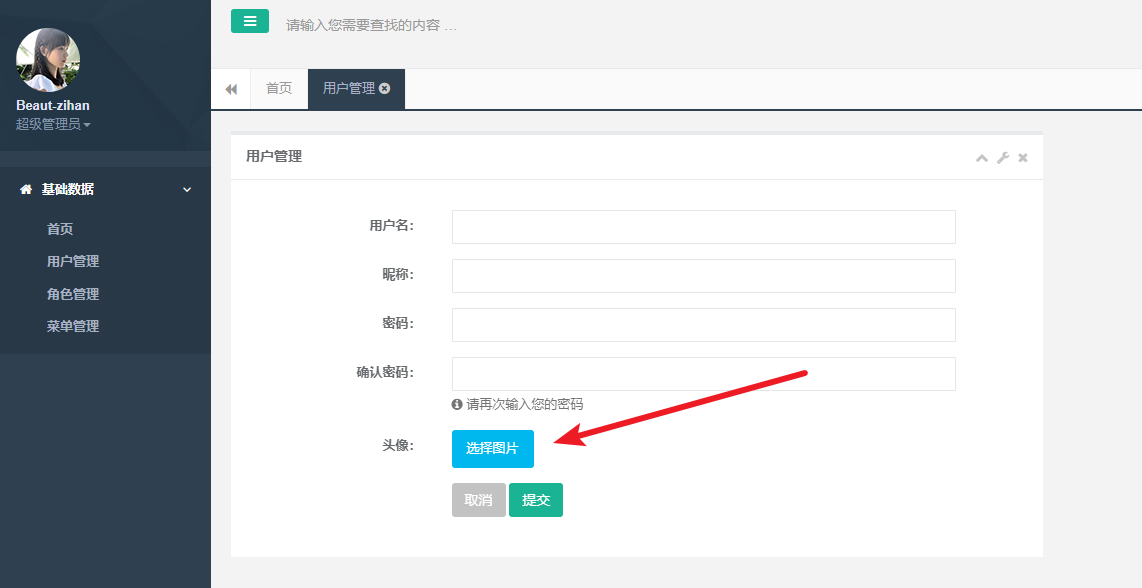 请输入您需要查找的内容 …
Beaut-zihan
超级管理员
首页
用户管理
基础数据
首页
用户管理
角色管理
菜单管理
用户管理
用户名：
昵称：
密码：
确认密码：
请再次输入您的密码
头像：
选择图片
取消
提交